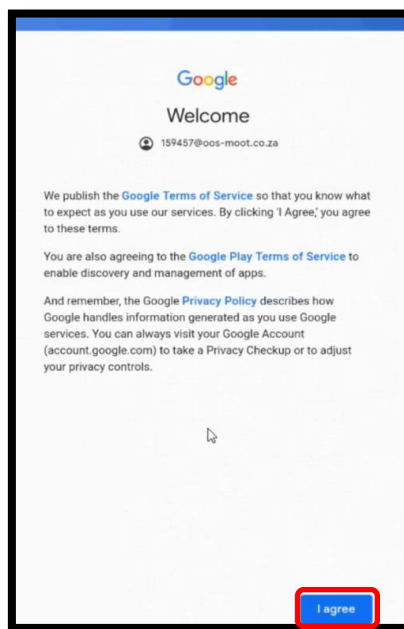 Google
Welcome
159457@oos-moot.co.za
We publish the Google Terms of Service so that you know what
to expect as you use our services. By clicking 'I Agree,' you agree
to these terms.
You are also agreeing to the Google Play Terms of Service to
enable discovery and management of apps.
And remember, the Google Privacy Policy describes how
Google handles information generated as you use Google
services. You can always visit your Google Account
(account.google.com) to take a Privacy Checkup or to adjust
your privacy controls.
I agree